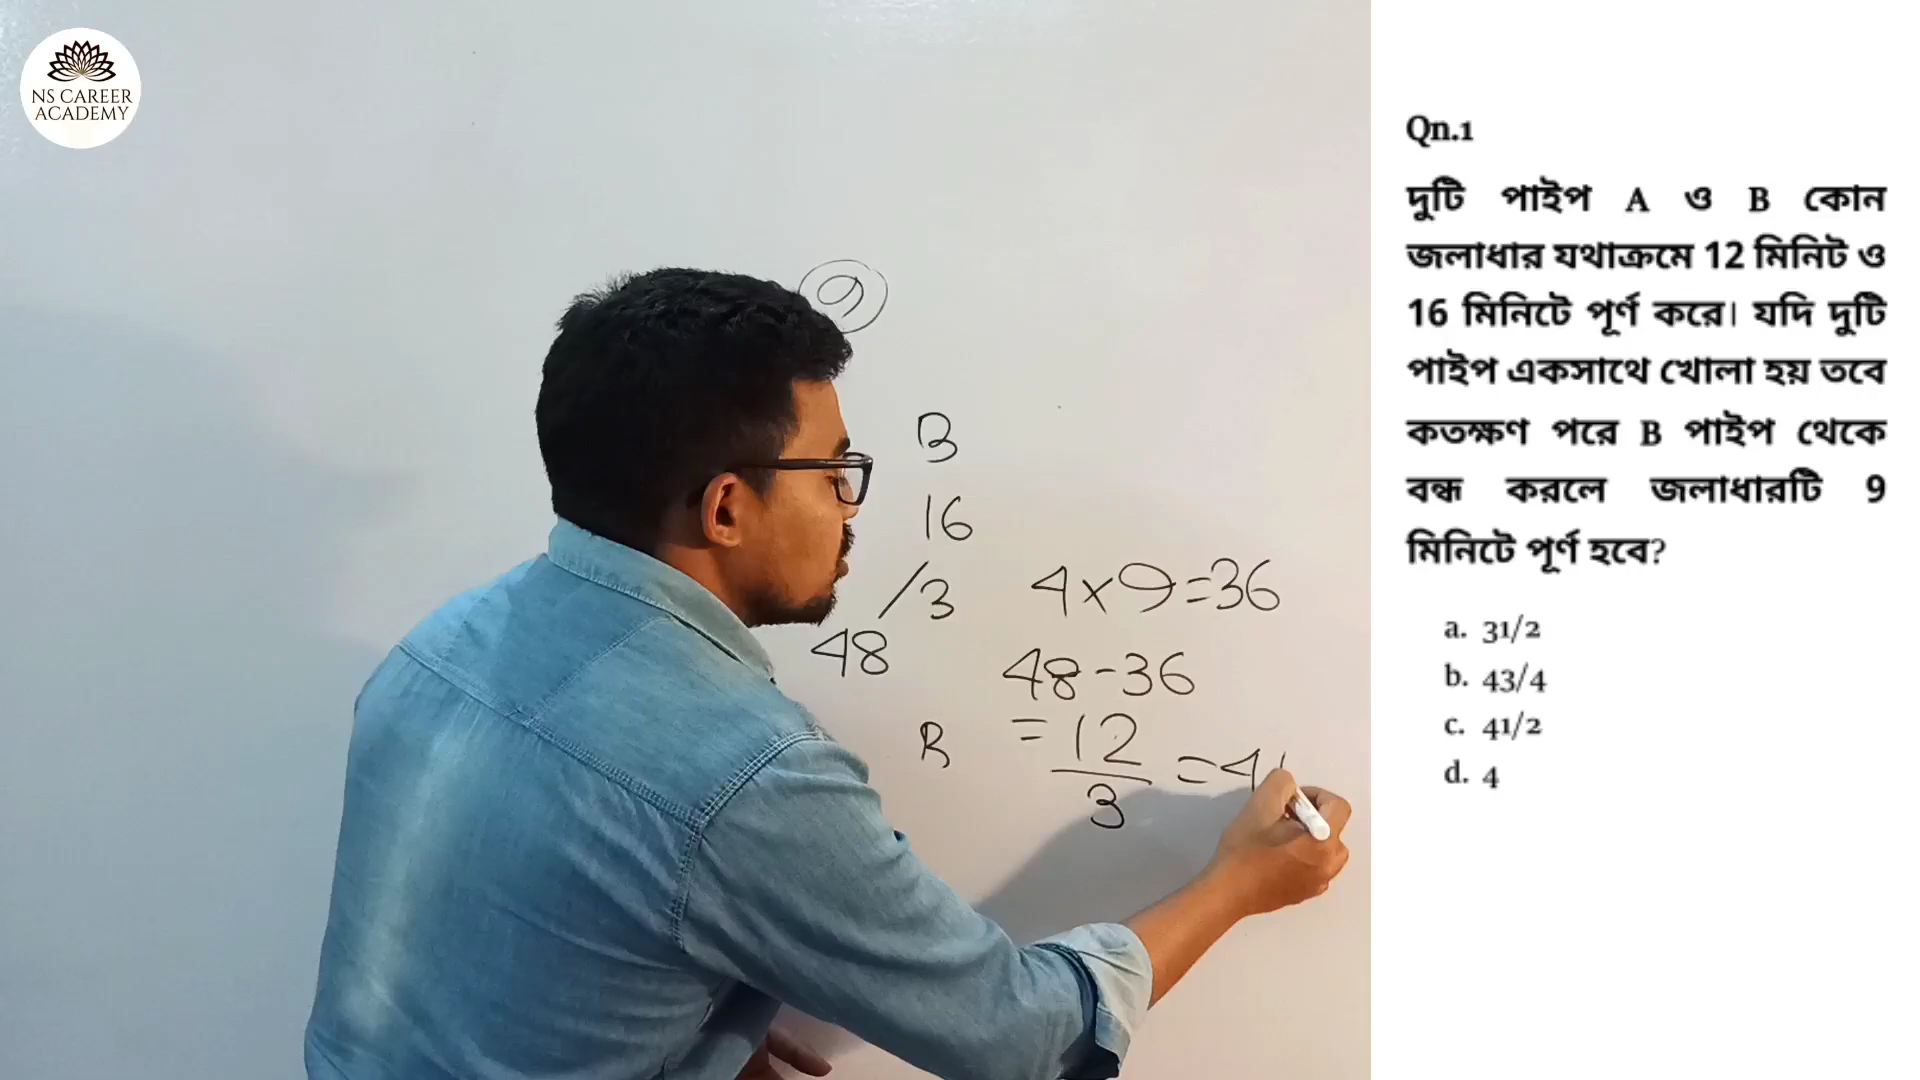 NS CAREER
ACADEMY
B
16
/3
48
4×9=36
48-36
=12
3
=4
Qn.1
দুটি পাইপ A ও B কোন
জলাধার যথাক্রমে 12 মিনিট ও
16 মিনিটে পূর্ণ করে। যদি দুটি
পাইপ একসাথে খোলা হয় তবে
কতক্ষণ পরে B পাইপ থেকে
বন্ধ করলে জলাধারটি 9
মিনিটে পূর্ণ হবে?
a. 31/2
b. 43/4
c. 41/2
d. 4